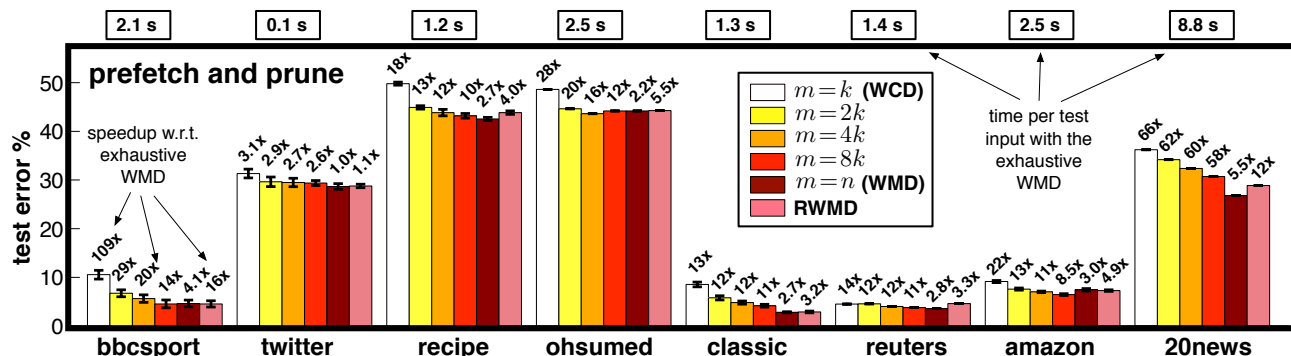 2.1 s 0.1 s 1.2 s 2.5 s 1.3 s 1.4 s 2.5 s 8.8 s
prefetch and prune
test error %
50
40
30
20
10
0
speedup w.r.t.
exhaustive
WMD
109x 29x 20x 14x 4.1x 16x
3.1x 2.9x 2.7x 2.6x 1.0x 1.1x
18x 13x 12x 10x 2.7x 4.0x
28x 20x 16x 12x 2.2x 5.5x
13x 12x 12x 11x 2.7x 3.2x
14x 12x 12x 11x 2.8x 3.3x
22x 13x 11x 8.5x 3.0x 4.9x
66x 62x 60x 58x 5.5x 12x
m=k (WCD)
m=2k
m=4k
m=8k
m=n (WMD)
RWMD
time per test
input with the
exhaustive
WMD
bbcsport twitter recipe ohsumed classic reuters amazon 20news